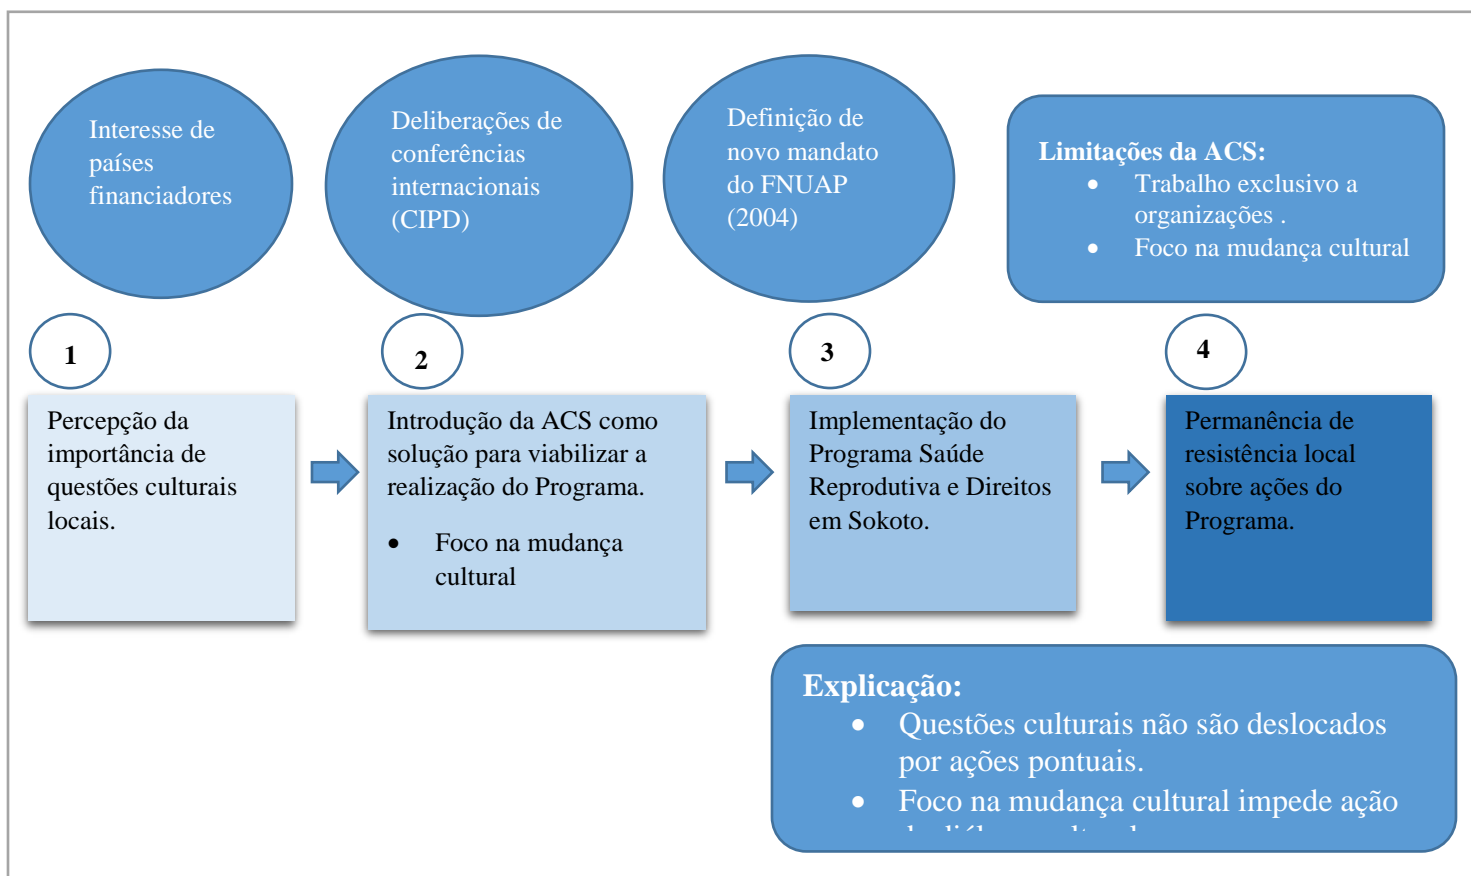 Interesse de
países
financiadores
Deliberações de
conferências
internacionais
(CIPD)
Definição de
novo mandato
do FNUAP
(2004)
Limitações da ACS:
• Trabalho exclusivo a
organizações .
• Foco na mudança cultural
1
2
3
4
Percepção da
importância de
questões culturais
locais.
Introdução da ACS como
solução para viabilizar a
realização do Programa.
• Foco na mudança
cultural
Implementação do
Programa Saúde
Reprodutiva e Direitos
em Sokoto.
Permanência de
resistência local
sobre ações do
Programa.
Explicação:
• Questões culturais não são deslocados
por ações pontuais.
• Foco na mudança cultural impede ação